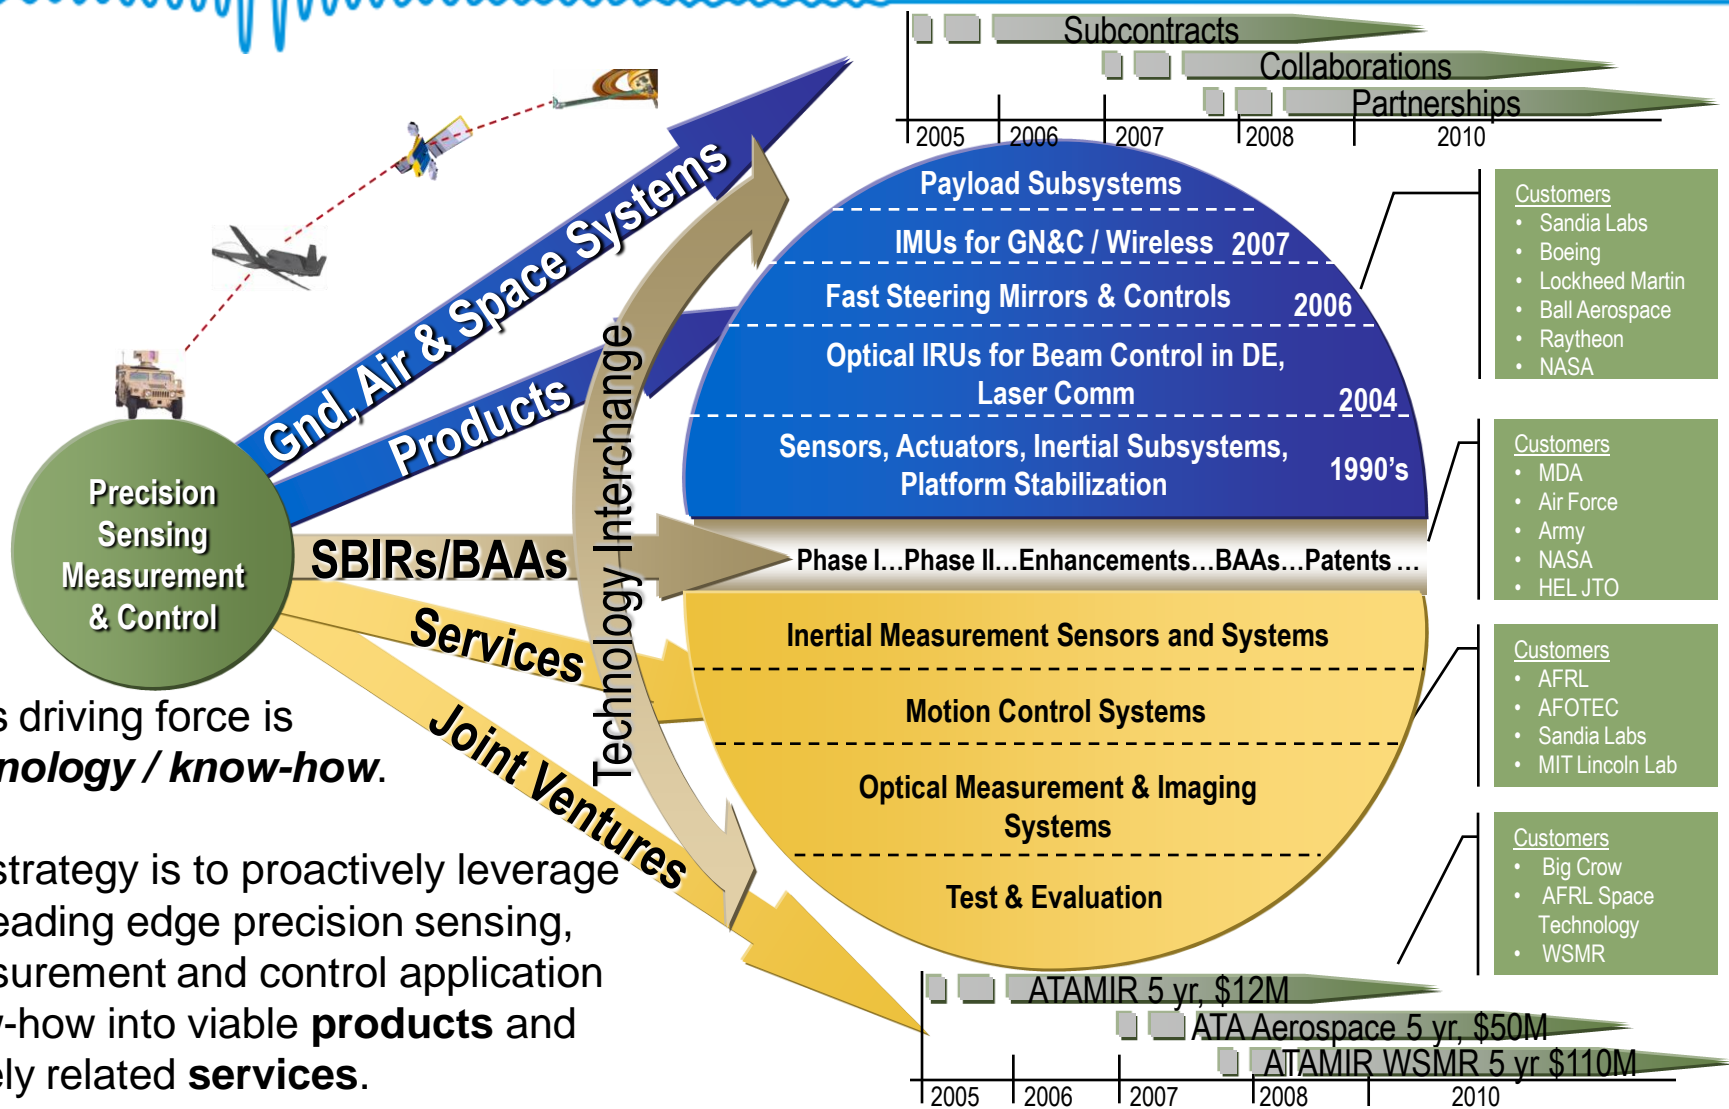 Subcontracts
Collaborations
Partnerships
2005 2006 2007 2008 2010
Gnd, Air & Space Systems
Products
SBIRs/BAAs
Services
Joint Ventures
Technology Interchange
Precision
Sensing
Measurement
& Control
Payload Subsystems
IMUs for GN&C / Wireless 2007
Fast Steering Mirrors & Controls 2006
Optical IRUs for Beam Control in DE,
Laser Comm 2004
Sensors, Actuators, Inertial Subsystems,
Platform Stabilization 1990’s
Phase I…Phase II…Enhancements…BAAs…Patents …
Inertial Measurement Sensors and Systems
Motion Control Systems
Optical Measurement & Imaging
Systems
Test & Evaluation
Customers
• Sandia Labs
• Boeing
• Lockheed Martin
• Ball Aerospace
• Raytheon
• NASA
Customers
• MDA
• Air Force
• Army
• NASA
• HEL JTO
Customers
• AFRL
• AFOTEC
• Sandia Labs
• MIT Lincoln Lab
Customers
• Big Crow
• AFRL Space
Technology
• WSMR
s driving force is
nology / know-how.
strategy is to proactively leverage
eading edge precision sensing,
surement and control application
-how into viable products and
ely related services.
ATAMIR 5 yr, $12M
ATA Aerospace 5 yr, $50M
ATAMIR WSMR 5 yr $110M
2005 2006 2007 2008 2010